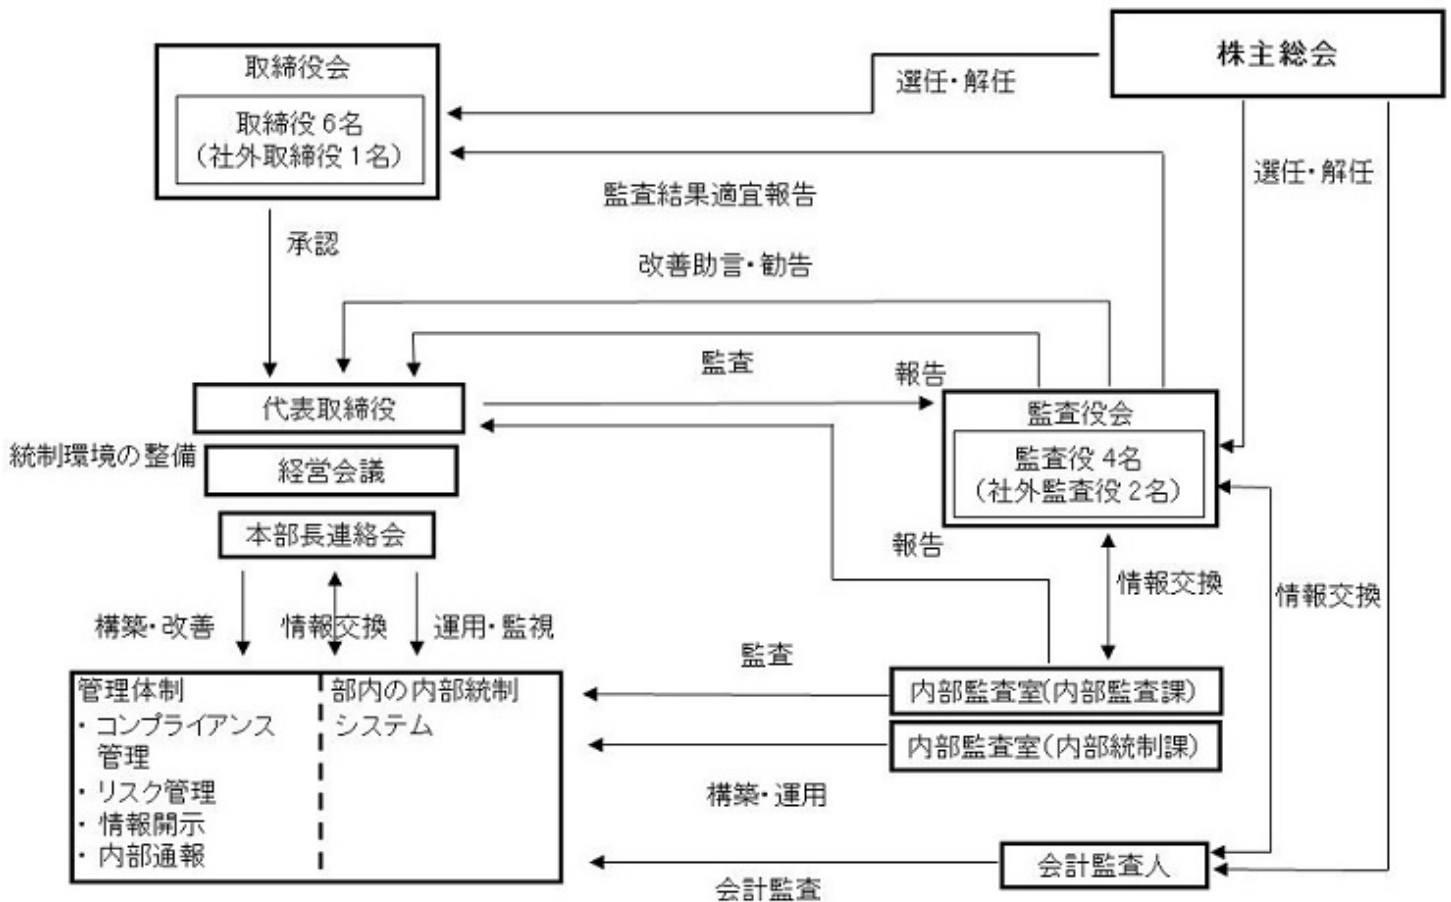 株主総会
取締役会
取締役 6名
（社外取締役 1名）
選任・解任
選任・解任
監査結果適宜報告
承認
改善助言・勧告
監査
報告
代表取締役
監査役会
統制環境の整備
経営会議
監査役 4名
（社外監査役 2名）
本部長連絡会
報告
情報交換
情報交換
構築・改善
情報交換
運用・監視
監査
管理体制
・コンプライアンス
管理
・リスク管理
・情報開示
・内部通報
部内の内部統制
システム
内部監査室（内部監査課）
内部監査室（内部統制課）
構築・運用
会計監査人
会計監査